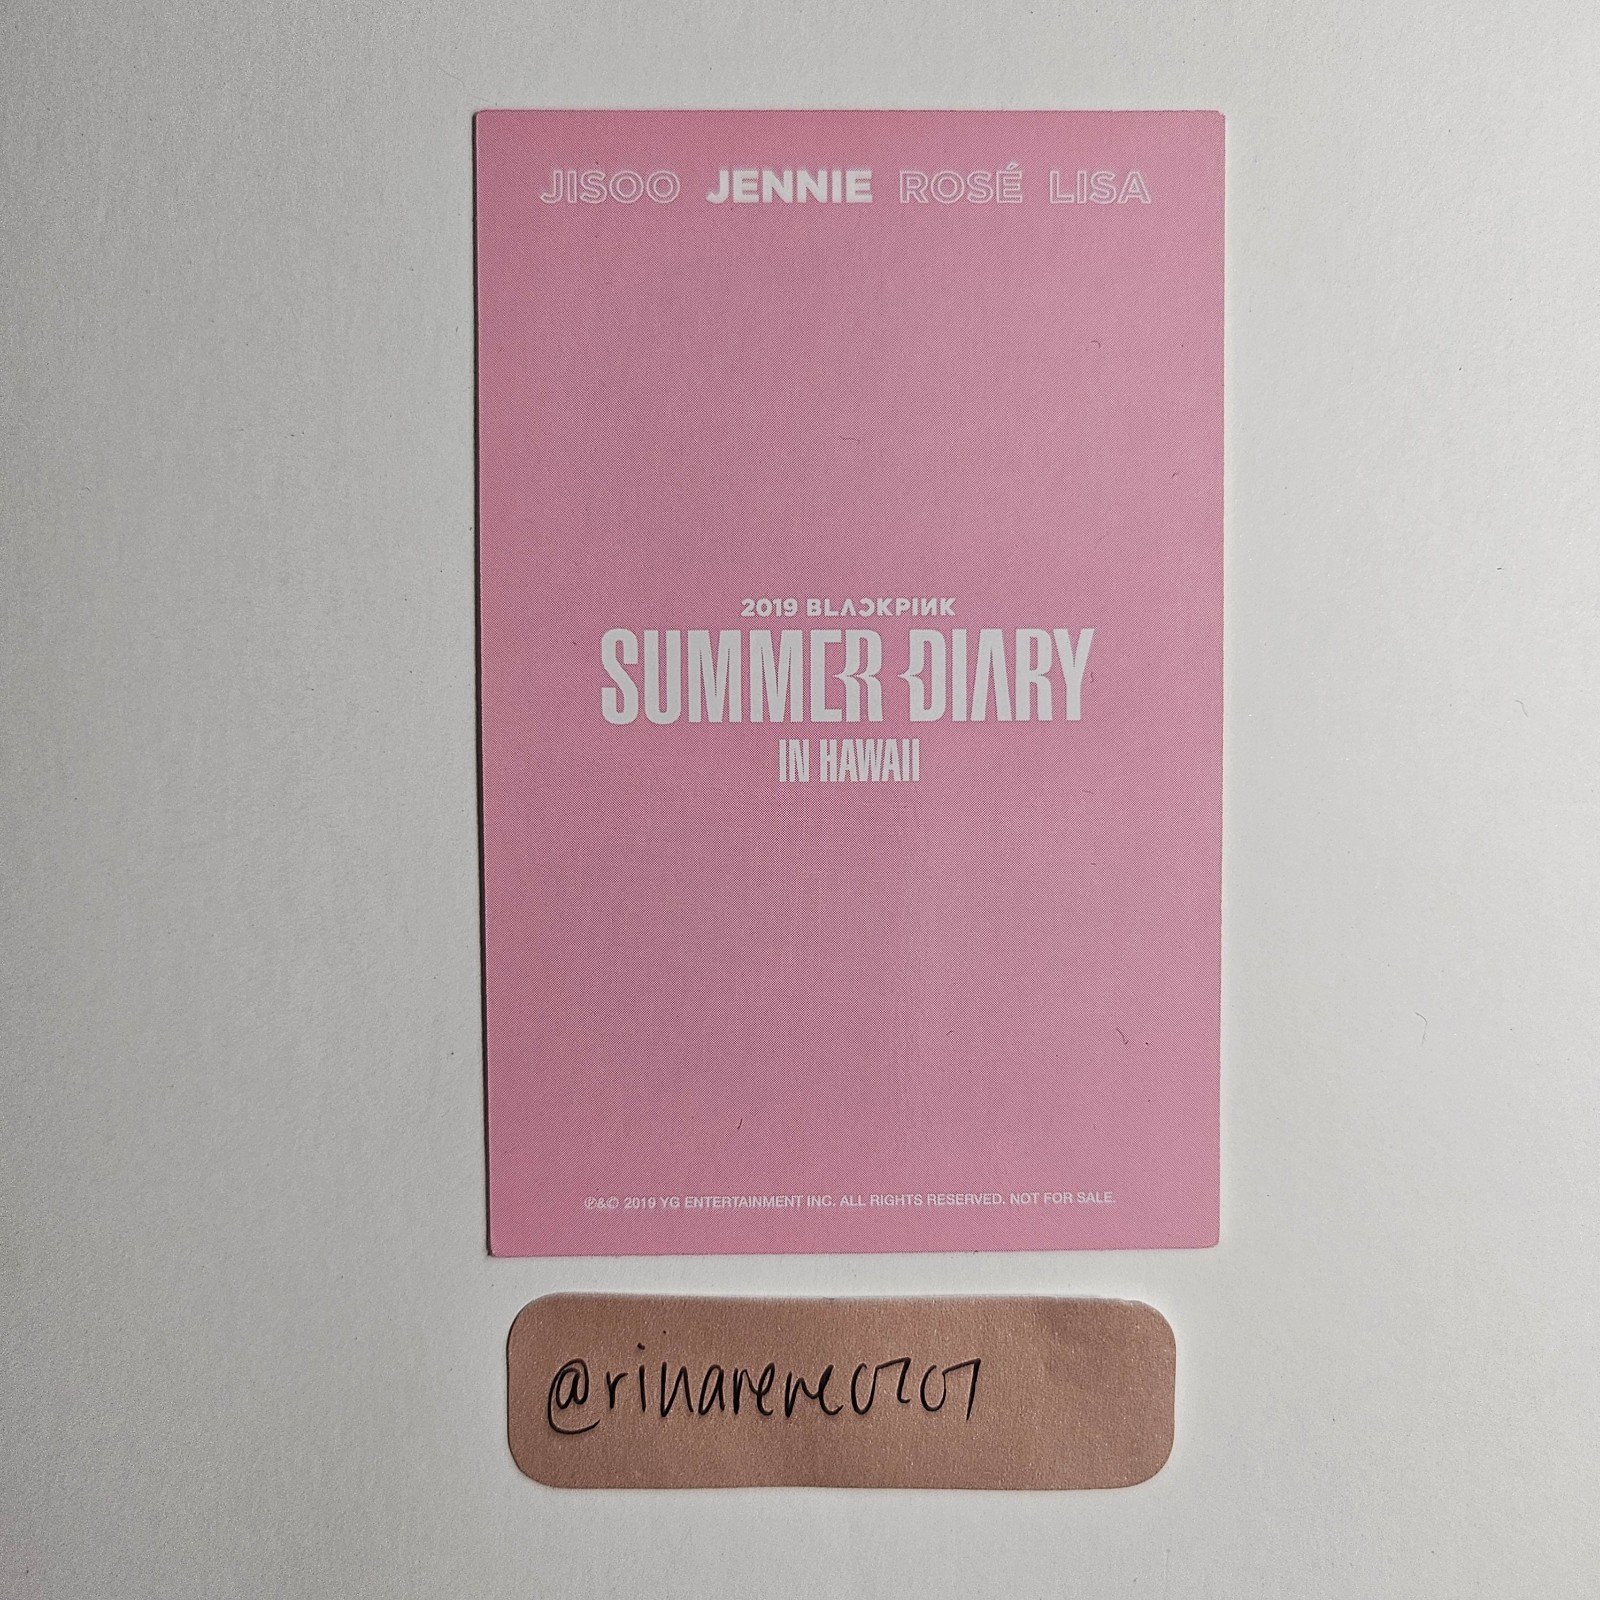 JISOO JENNIE ROSÉ LISA
2019 BLACKPINK
SUMMER DIARY
IN HAWAII
℗&© 2019 YG ENTERTAINMENT INC. ALL RIGHTS RESERVED. NOT FOR SALE.
@rinarene0707